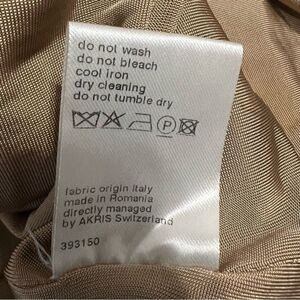 do not wash
do not bleach
cool iron
dry cleaning
do not tumble dry
P
fabric origin Italy
made in Romania
directly managed
by AKRIS Switzerland
393150